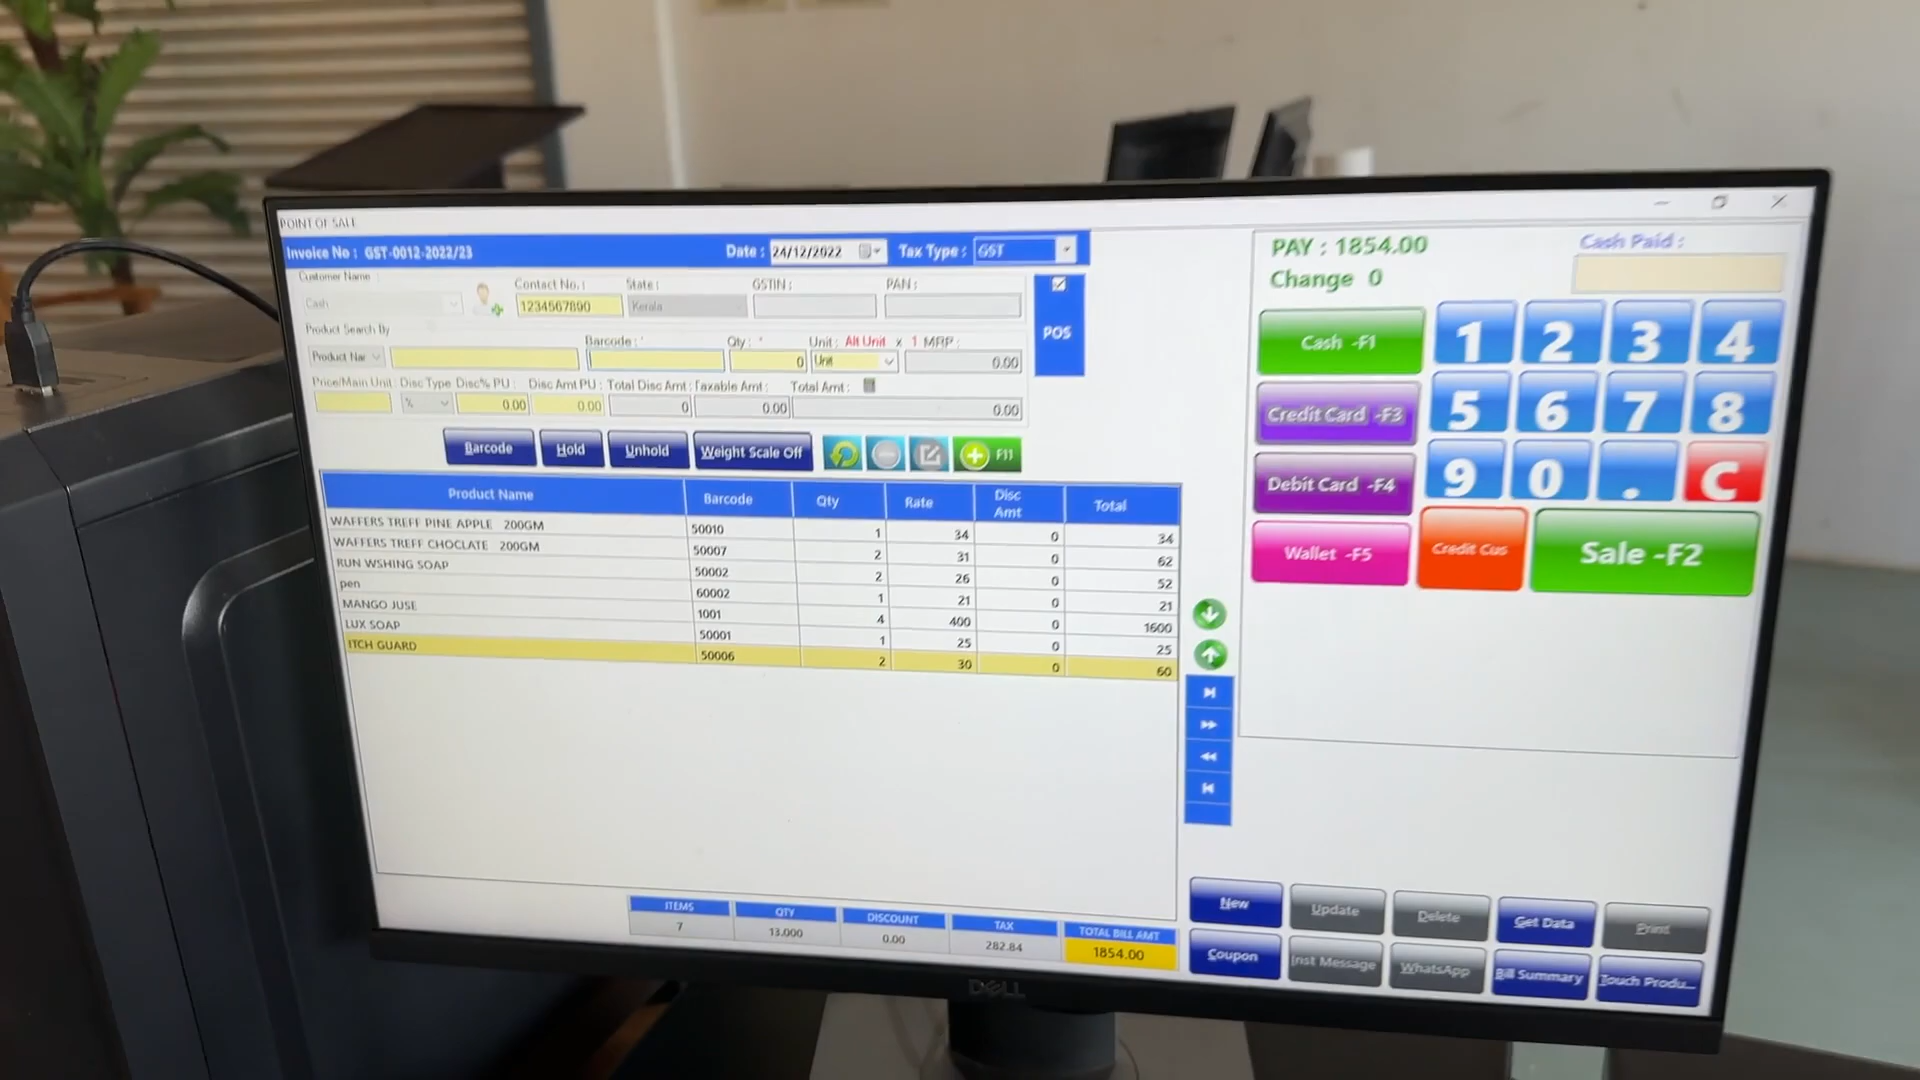 POINT OF SALE
Invoice No : GST-0012-2022/23 Date : 24/12/2022 Tax Type : GST
Customer Name Contact No. : State : GSTIN : PAN :
Cash 1234567890 Kerala
Product Search By Barcode : * Qty : * Unit : Alt Unit x 1 MRP :
Product Nar 0 Unit 0.00
Price/Main Unit : Disc Type Disc% PU : Disc Amt PU : Total Disc Amt : Taxable Amt : Total Amt :
% 0.00 0.00 0 0.00 0.00
POS
Barcode Hold Unhold Weight Scale Off F11
Product Name Barcode Qty Rate Disc Amt Total
WAFFERS TREFF PINE APPLE 200GM 50010 1 34 0 34
WAFFERS TREFF CHOCLATE 200GM 50007 2 31 0 62
RUN WSHING SOAP 50002 2 26 0 52
pen 60002 1 21 0 21
MANGO JUSE 1001 4 400 0 1600
LUX SOAP 50001 1 25 0 25
ITCH GUARD 50006 2 30 0 60
ITEMS QTY DISCOUNT TAX TOTAL BILL AMT
7 13.000 0.00 282.84 1854.00
PAY : 1854.00 Cash Paid :
Change 0
Cash -F1 1 2 3 4
Credit Card -F3 5 6 7 8
Debit Card -F4 9 0 . C
Wallet -F5 Credit Cus Sale -F2
New Update Delete Get Data Print
Coupon Inst Message WhatsApp Bill Summary Touch Produ...
DELL